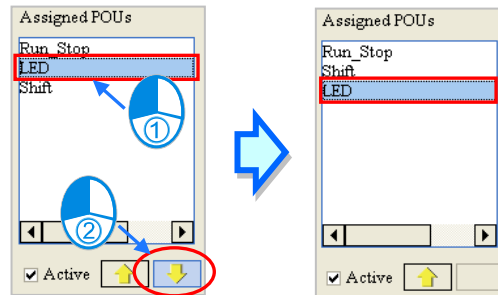 Assigned POUs
Run_Stop
LED
Shift
①
②
Active
Assigned POUs
Run_Stop
Shift
LED
Active